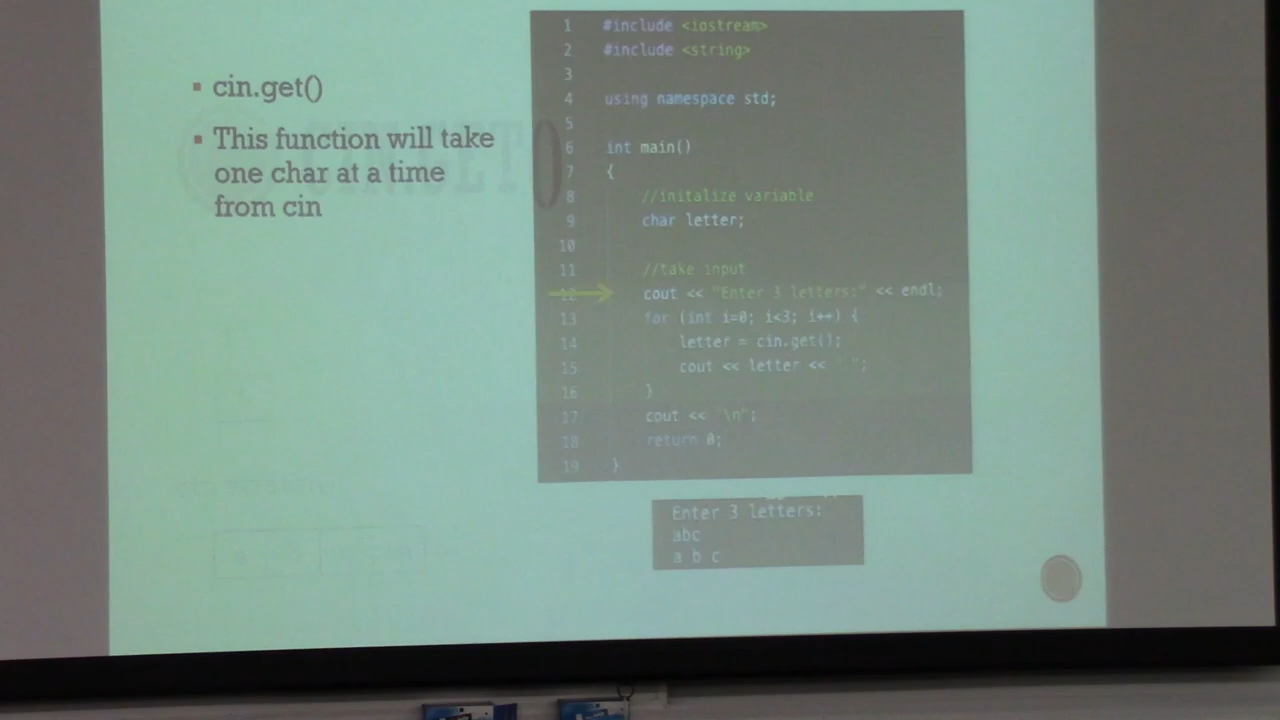 cin.get()
This function will take
one char at a time
from cin
1 #include <iostream>
2 #include <string>
3
4 using namespace std;
5
6 int main()
7 {
8 //initalize variable
9 char letter;
10
11 //take input
12 cout << "Enter 3 letters:" << endl;
13 for (int i=0; i<3; i++) {
14 letter = cin.get();
15 cout << letter << " ";
16 }
17 cout << "\n";
18 return 0;
19 }
Enter 3 letters:
abc
a b c